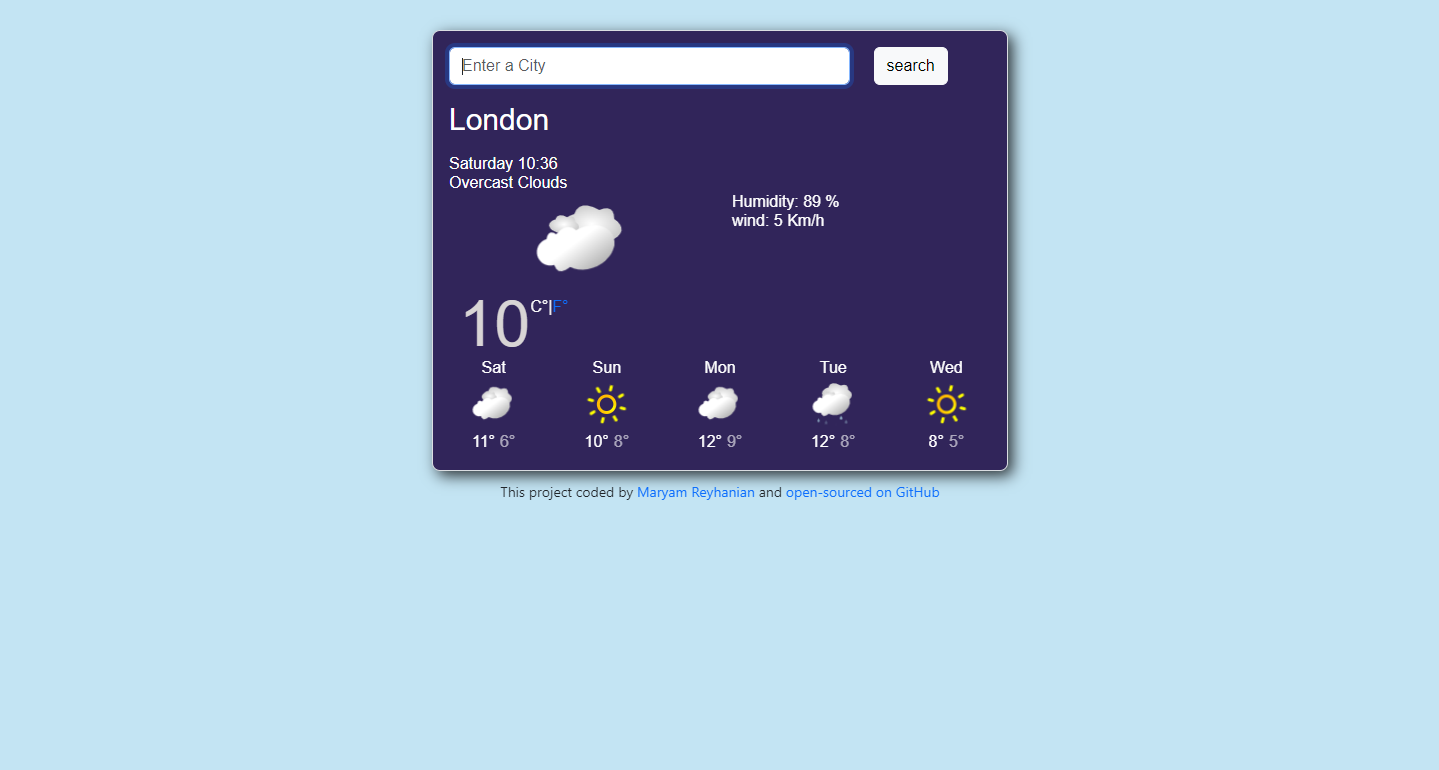 Enter a City
search
London
Saturday 10:36
Overcast Clouds
Humidity: 89 %
wind: 5 Km/h
10 C°|F°
Sat Sun Mon Tue Wed
11° 6° 10° 8° 12° 9° 12° 8° 8° 5°
This project coded by Maryam Reyhanian and open-sourced on GitHub